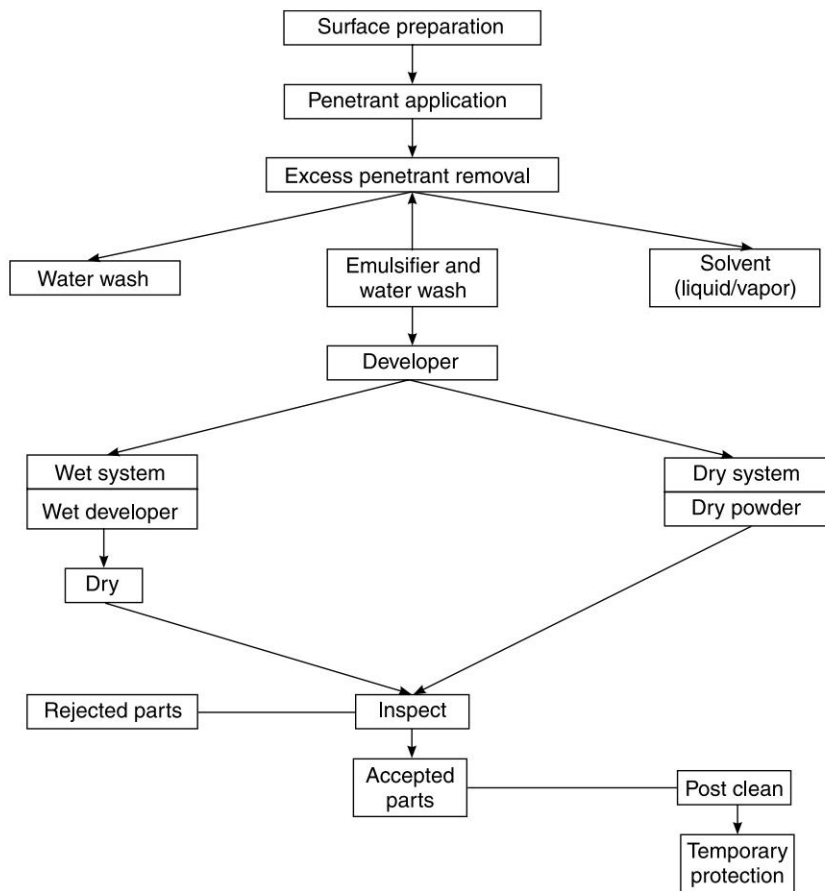 Surface preparation
Penetrant application
Excess penetrant removal
Water wash
Emulsifier and
water wash
Solvent
(liquid/vapor)
Developer
Wet system
Wet developer
Dry system
Dry powder
Dry
Rejected parts
Inspect
Accepted
parts
Post clean
Temporary
protection